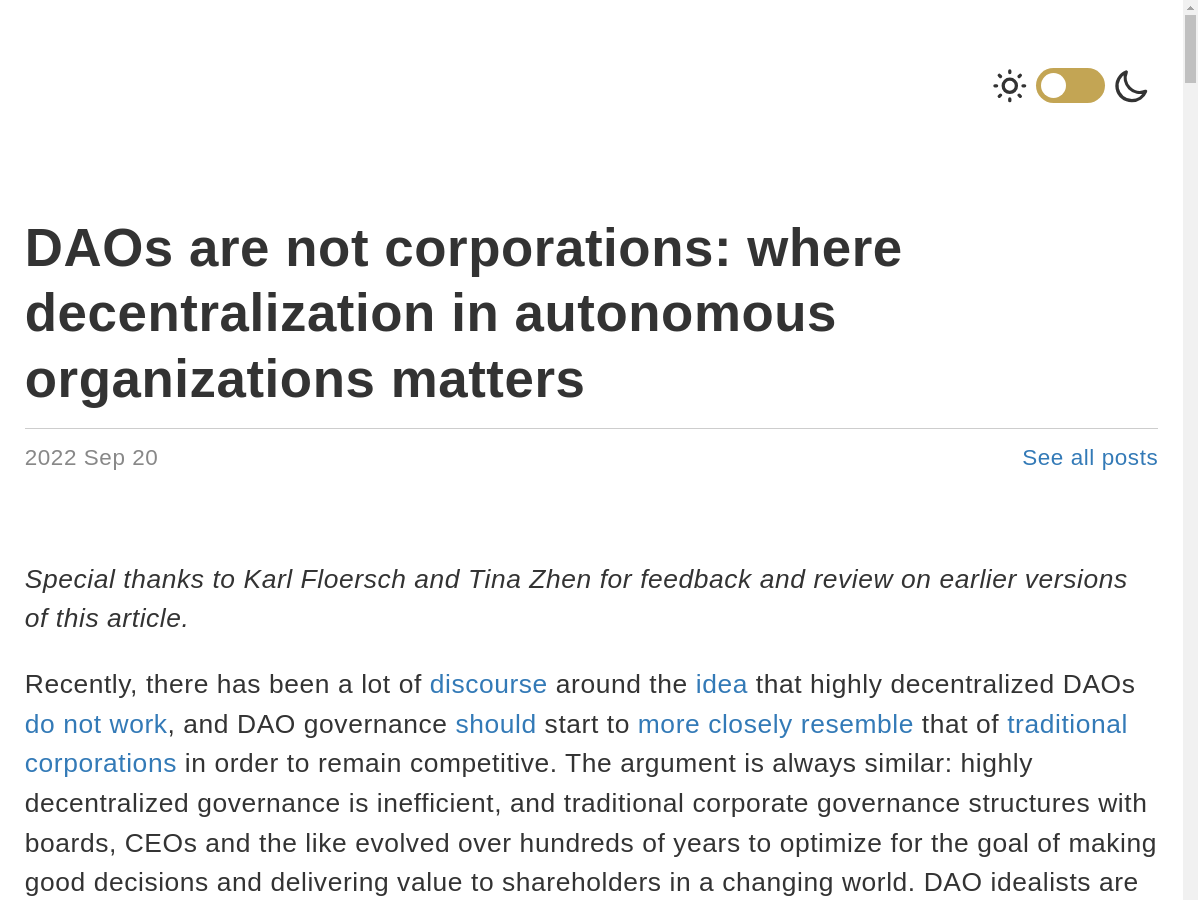 DAOs are not corporations: where
decentralization in autonomous
organizations matters
2022 Sep 20
See all posts
Special thanks to Karl Floersch and Tina Zhen for feedback and review on earlier versions
of this article.
Recently, there has been a lot of discourse around the idea that highly decentralized DAOs
do not work, and DAO governance should start to more closely resemble that of traditional
corporations in order to remain competitive. The argument is always similar: highly
decentralized governance is inefficient, and traditional corporate governance structures with
boards, CEOs and the like evolved over hundreds of years to optimize for the goal of making
good decisions and delivering value to shareholders in a changing world. DAO idealists are